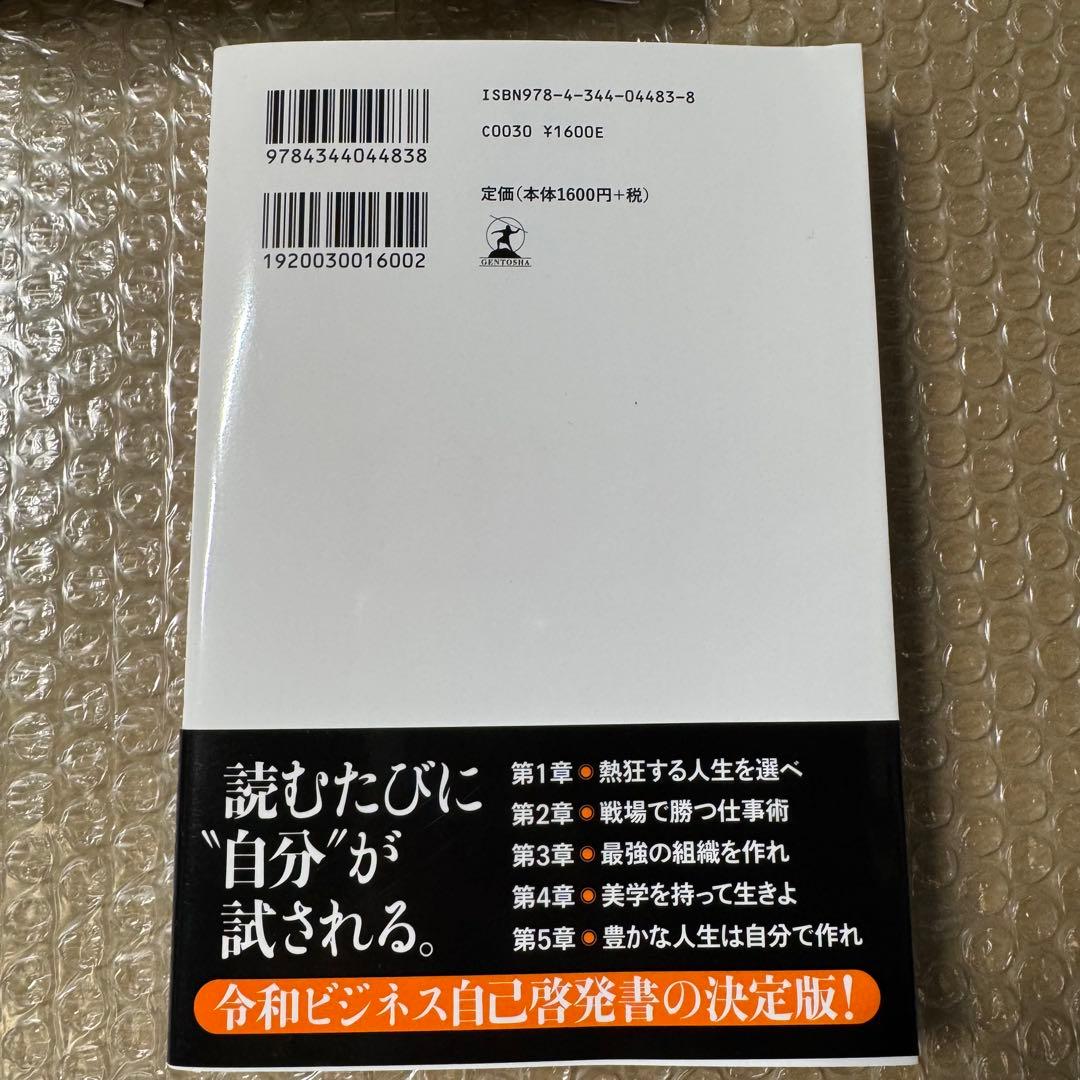 9784344044838
1920030016002
ISBN978-4-344-04483-8
C0030 ¥1600E
定価(本体1600円+税)
GENTOSHA
読むたびに
"自分"が
試される。
第1章●熱狂する人生を選べ
第2章●戦場で勝つ仕事術
第3章●最強の組織を作れ
第4章●美学を持って生きよ
第5章●豊かな人生は自分で作れ
令和ビジネス自己啓発書の決定版!